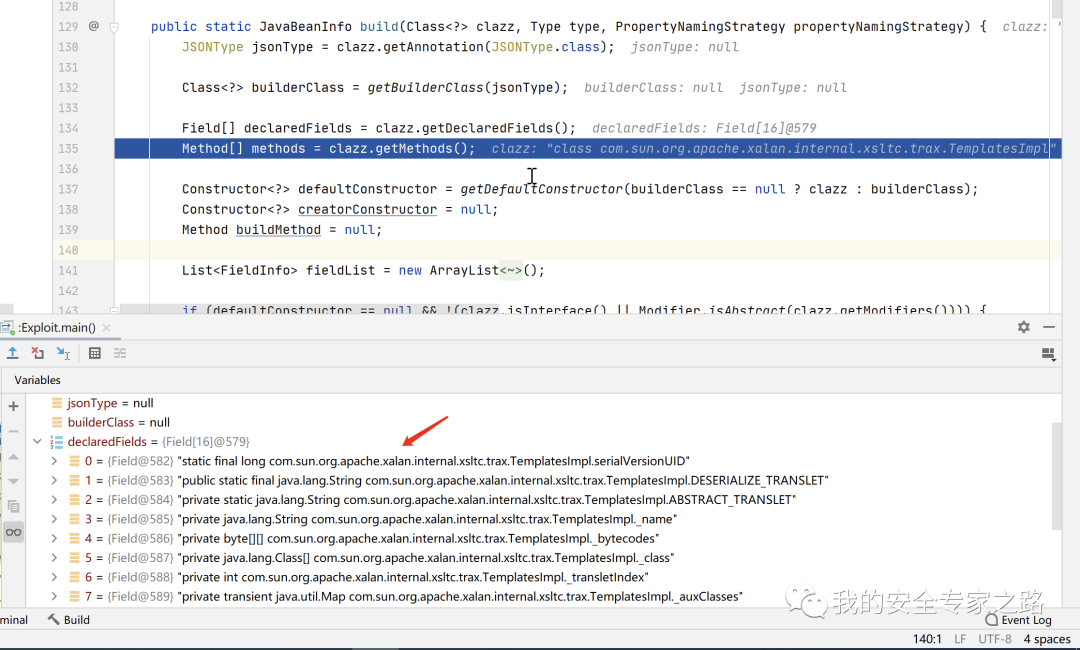 128
129 @ public static JavaBeanInfo build(Class<?> clazz, Type type, PropertyNamingStrategy propertyNamingStrategy) { clazz: "
130 JSONType jsonType = clazz.getAnnotation(JSONType.class); jsonType: null
131
132 Class<?> builderClass = getBuilderClass(jsonType); builderClass: null jsonType: null
133
134 Field[] declaredFields = clazz.getDeclaredFields(); declaredFields: Field[16]@579
135 Method[] methods = clazz.getMethods(); clazz: "class com.sun.org.apache.xalan.internal.xsltc.trax.TemplatesImpl"
136
137 Constructor<?> defaultConstructor = getDefaultConstructor(builderClass == null ? clazz : builderClass);
138 Constructor<?> creatorConstructor = null;
139 Method buildMethod = null;
140
141 List<FieldInfo> fieldList = new ArrayList<~>();
142
143 if (defaultConstructor == null && !(clazz.isInterface() || Modifier.isAbstract(clazz.getModifiers()))) {
:Exploit.main() ×
Variables
jsonType = null
builderClass = null
declaredFields = {Field[16]@579}
0 = {Field@582} "static final long com.sun.org.apache.xalan.internal.xsltc.trax.TemplatesImpl.serialVersionUID"
1 = {Field@583} "public static final java.lang.String com.sun.org.apache.xalan.internal.xsltc.trax.TemplatesImpl.DESERIALIZE_TRANSLET"
2 = {Field@584} "private static java.lang.String com.sun.org.apache.xalan.internal.xsltc.trax.TemplatesImpl.ABSTRACT_TRANSLET"
3 = {Field@585} "private java.lang.String com.sun.org.apache.xalan.internal.xsltc.trax.TemplatesImpl._name"
4 = {Field@586} "private byte[][] com.sun.org.apache.xalan.internal.xsltc.trax.TemplatesImpl._bytecodes"
5 = {Field@587} "private java.lang.Class[] com.sun.org.apache.xalan.internal.xsltc.trax.TemplatesImpl._class"
6 = {Field@588} "private int com.sun.org.apache.xalan.internal.xsltc.trax.TemplatesImpl._transletIndex"
7 = {Field@589} "private transient java.util.Map com.sun.org.apache.xalan.internal.xsltc.trax.TemplatesImpl._auxClasses"
我的安全专家之路
minal Build Event Log
140:1 LF UTF-8 4 spaces